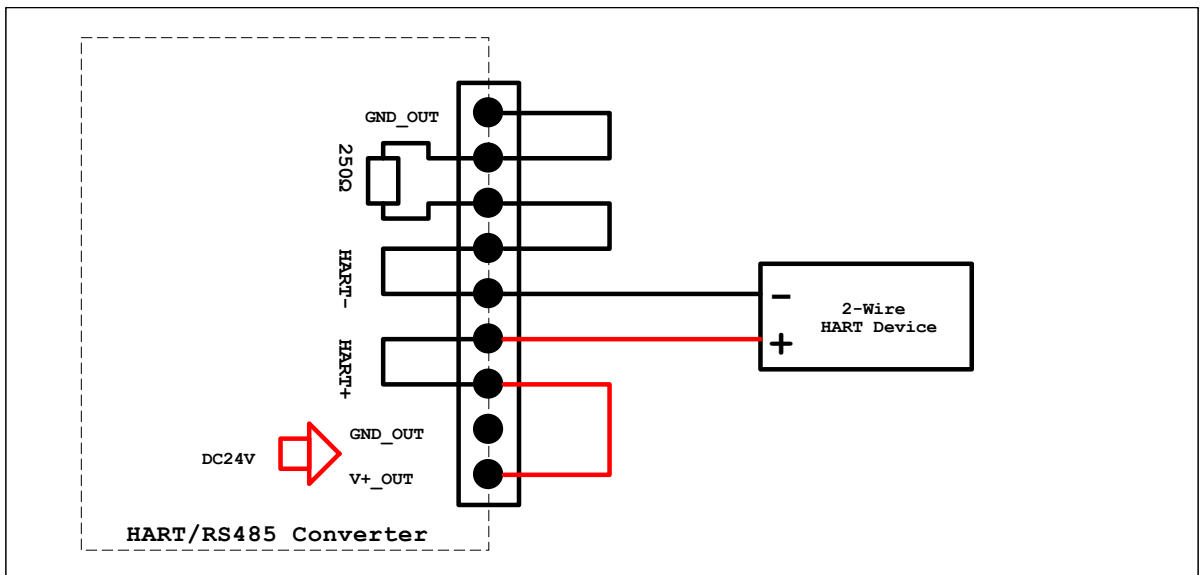 GND_OUT
250Ω
HART-
HART+
2-Wire
HART Device
-
+
GND_OUT
DC24V
V+_OUT
HART/RS485 Converter